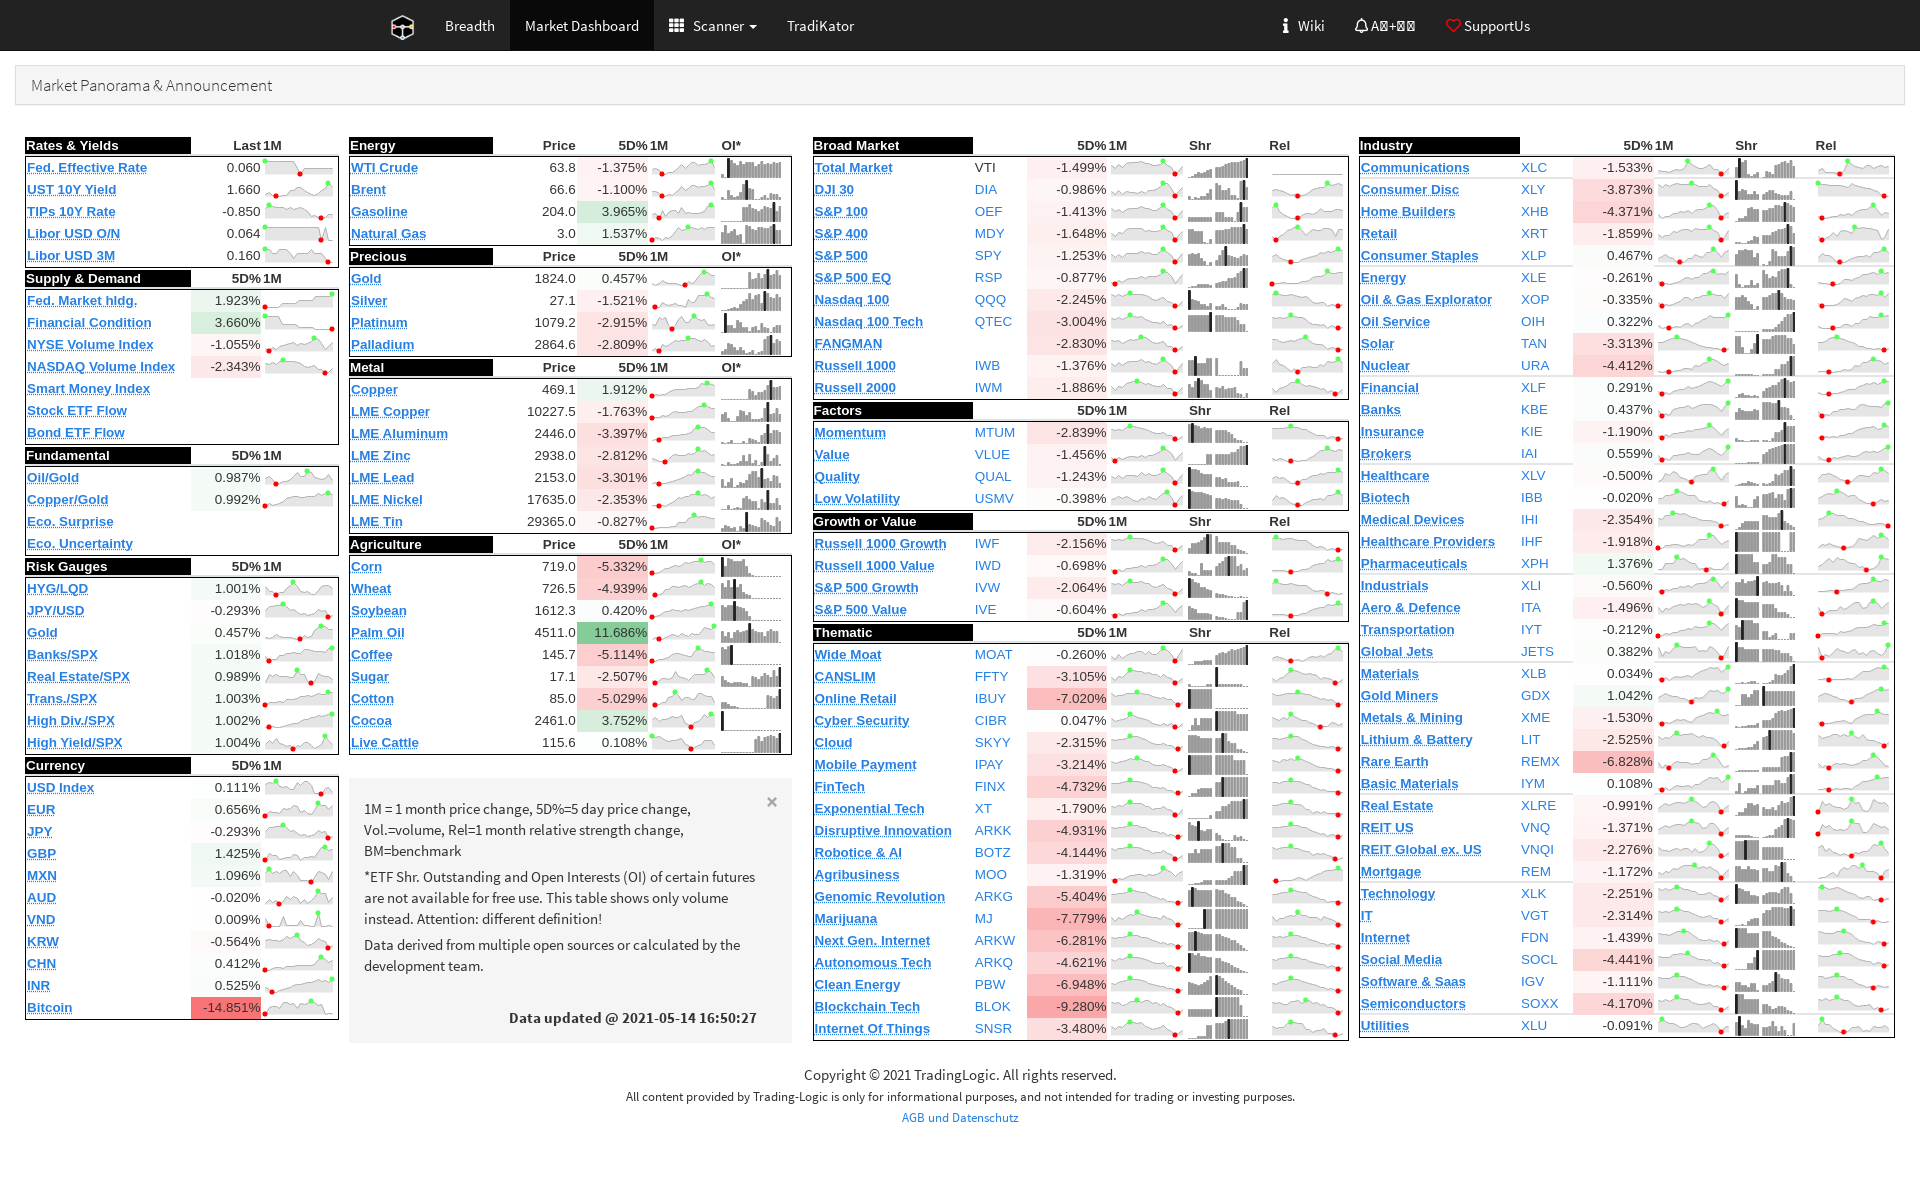 Breadth
Market Dashboard
Scanner
TradiKator
Wiki
SupportUs
Market Panorama & Announcement
Rates & Yields Last 1M
Fed. Effective Rate 0.060
UST 10Y Yield 1.660
TIPs 10Y Rate -0.850
Libor USD O/N 0.064
Libor USD 3M 0.160
Supply & Demand 5D% 1M
Fed. Market hldg. 1.923%
Financial Condition 3.660%
NYSE Volume Index -1.055%
NASDAQ Volume Index -2.343%
Smart Money Index
Stock ETF Flow
Bond ETF Flow
Fundamental 5D% 1M
Oil/Gold 0.987%
Copper/Gold 0.992%
Eco. Surprise
Eco. Uncertainty
Risk Gauges 5D% 1M
HYG/LQD 1.001%
JPY/USD -0.293%
Gold 0.457%
Banks/SPX 1.018%
Real Estate/SPX 0.989%
Trans./SPX 1.003%
High Div./SPX 1.002%
High Yield/SPX 1.004%
Currency 5D% 1M
USD Index 0.111%
EUR 0.656%
JPY -0.293%
GBP 1.425%
MXN 1.096%
AUD -0.020%
VND 0.009%
KRW -0.564%
CHN 0.412%
INR 0.525%
Bitcoin -14.851%
Energy Price 5D% 1M OI*
WTI Crude 63.8 -1.375%
Brent 66.6 -1.100%
Gasoline 204.0 3.965%
Natural Gas 3.0 1.537%
Precious Price 5D% 1M OI*
Gold 1824.0 0.457%
Silver 27.1 -1.521%
Platinum 1079.2 -2.915%
Palladium 2864.6 -2.809%
Metal Price 5D% 1M OI*
Copper 469.1 1.912%
LME Copper 10227.5 -1.763%
LME Aluminum 2446.0 -3.397%
LME Zinc 2938.0 -2.812%
LME Lead 2153.0 -3.301%
LME Nickel 17635.0 -2.353%
LME Tin 29365.0 -0.827%
Agriculture Price 5D% 1M OI*
Corn 719.0 -5.332%
Wheat 726.5 -4.939%
Soybean 1612.3 0.420%
Palm Oil 4511.0 11.686%
Coffee 145.7 -5.114%
Sugar 17.1 -2.507%
Cotton 85.0 -5.029%
Cocoa 2461.0 3.752%
Live Cattle 115.6 0.108%
×
1M = 1 month price change, 5D%=5 day price change,
Vol.=volume, Rel=1 month relative strength change,
BM=benchmark
*ETF Shr. Outstanding and Open Interests (OI) of certain futures
are not available for free use. This table shows only volume
instead. Attention: different definition!
Data derived from multiple open sources or calculated by the
development team.
Data updated @ 2021-05-14 16:50:27
Broad Market 5D% 1M Shr Rel
Total Market VTI -1.499%
DJI 30 DIA -0.986%
S&P 100 OEF -1.413%
S&P 400 MDY -1.648%
S&P 500 SPY -1.253%
S&P 500 EQ RSP -0.877%
Nasdaq 100 QQQ -2.245%
Nasdaq 100 Tech QTEC -3.004%
FANGMAN -2.830%
Russell 1000 IWB -1.376%
Russell 2000 IWM -1.886%
Factors 5D% 1M Shr Rel
Momentum MTUM -2.839%
Value VLUE -1.456%
Quality QUAL -1.243%
Low Volatility USMV -0.398%
Growth or Value 5D% 1M Shr Rel
Russell 1000 Growth IWF -2.156%
Russell 1000 Value IWD -0.698%
S&P 500 Growth IVW -2.064%
S&P 500 Value IVE -0.604%
Thematic 5D% 1M Shr Rel
Wide Moat MOAT -0.260%
CANSLIM FFTY -3.105%
Online Retail IBUY -7.020%
Cyber Security CIBR 0.047%
Cloud SKYY -2.315%
Mobile Payment IPAY -3.214%
FinTech FINX -4.732%
Exponential Tech XT -1.790%
Disruptive Innovation ARKK -4.931%
Robotice & AI BOTZ -4.144%
Agribusiness MOO -1.319%
Genomic Revolution ARKG -5.404%
Marijuana MJ -7.779%
Next Gen. Internet ARKW -6.281%
Autonomous Tech ARKQ -4.621%
Clean Energy PBW -6.948%
Blockchain Tech BLOK -9.280%
Internet Of Things SNSR -3.480%
Industry 5D% 1M Shr Rel
Communications XLC -1.533%
Consumer Disc XLY -3.873%
Home Builders XHB -4.371%
Retail XRT -1.859%
Consumer Staples XLP 0.467%
Energy XLE -0.261%
Oil & Gas Explorator XOP -0.335%
Oil Service OIH 0.322%
Solar TAN -3.313%
Nuclear URA -4.412%
Financial XLF 0.291%
Banks KBE 0.437%
Insurance KIE -1.190%
Brokers IAI 0.559%
Healthcare XLV -0.500%
Biotech IBB -0.020%
Medical Devices IHI -2.354%
Healthcare Providers IHF -1.918%
Pharmaceuticals XPH 1.376%
Industrials XLI -0.560%
Aero & Defence ITA -1.496%
Transportation IYT -0.212%
Global Jets JETS 0.382%
Materials XLB 0.034%
Gold Miners GDX 1.042%
Metals & Mining XME -1.530%
Lithium & Battery LIT -2.525%
Rare Earth REMX -6.828%
Basic Materials IYM 0.108%
Real Estate XLRE -0.991%
REIT US VNQ -1.371%
REIT Global ex. US VNQI -2.276%
Mortgage REM -1.172%
Technology XLK -2.251%
IT VGT -2.314%
Internet FDN -1.439%
Social Media SOCL -4.441%
Software & Saas IGV -1.111%
Semiconductors SOXX -4.170%
Utilities XLU -0.091%
Copyright © 2021 TradingLogic. All rights reserved.
All content provided by Trading-Logic is only for informational purposes, and not intended for trading or investing purposes.
AGB und Datenschutz